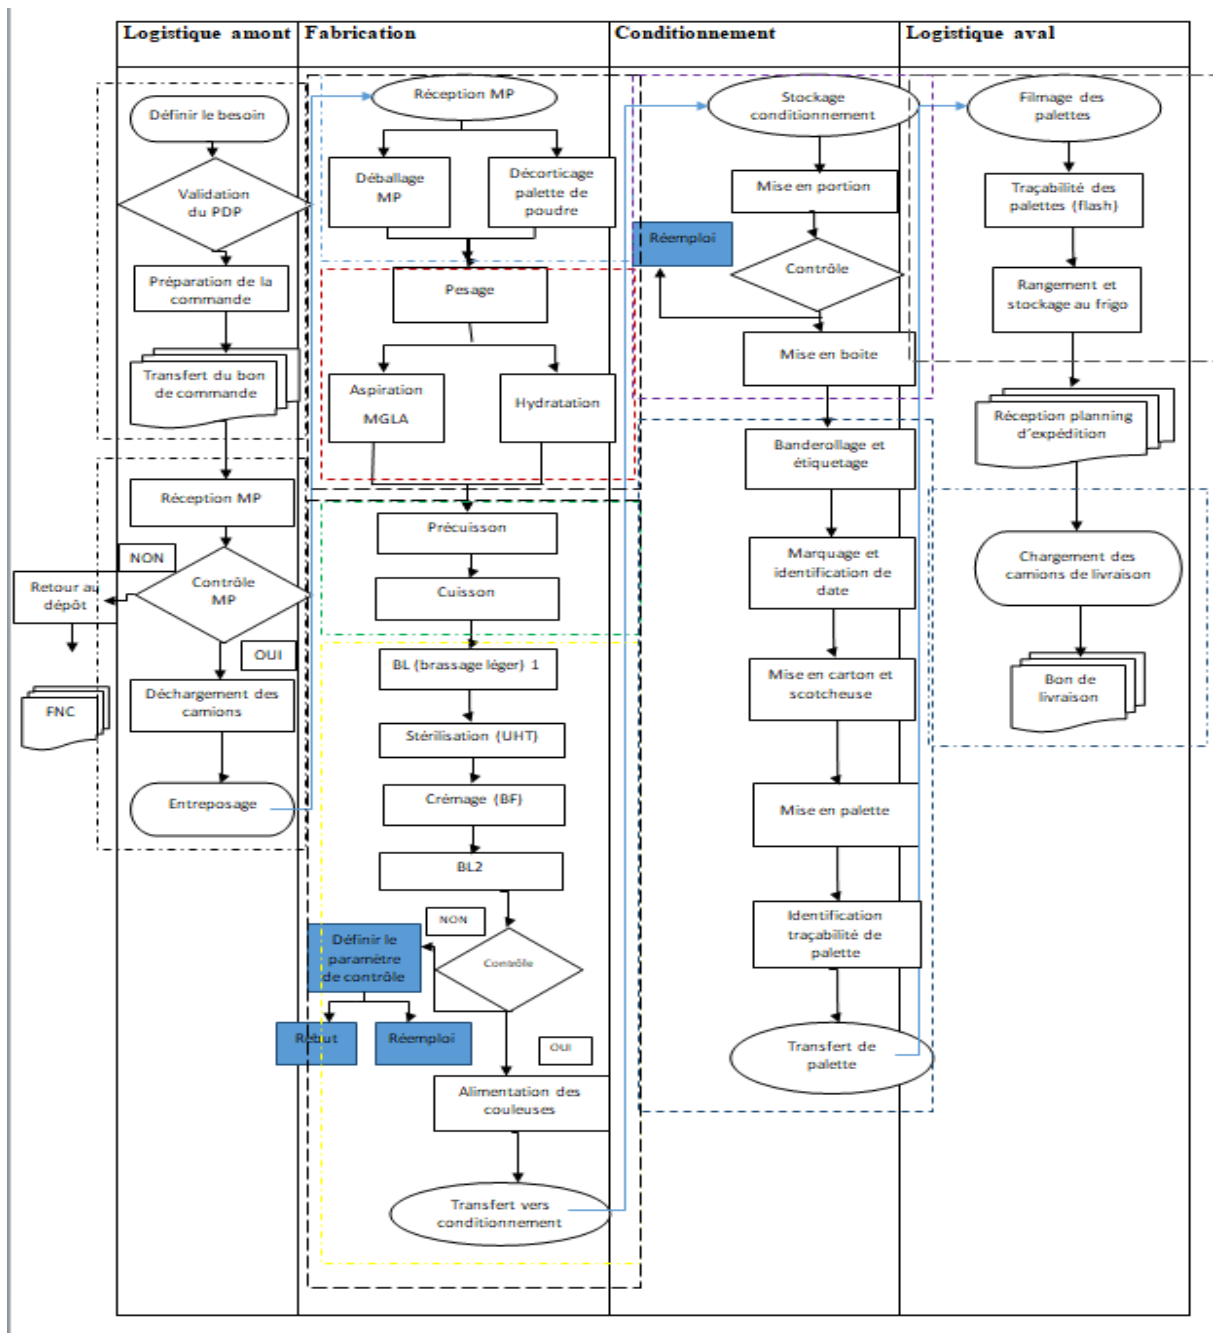 Logistique amont
Fabrication
Conditionnement
Logistique aval
Définir le besoin
Validation
du PDP
Préparation de la
commande
Transfert du bon
de commande
Réception MP
NON
Contrôle
MP
Retour au
dépôt
OUI
FNC
Déchargement des
camions
Entreposage
Réception MP
Déballage
MP
Décorticage
palette de
poudre
Pesage
Aspiration
MGLA
Hydratation
Précuisson
Cuisson
BL (brassage léger) 1
Stérilisation (UHT)
Crémage (BF)
BL2
NON
Contrôle
Définir le
paramètre
de contrôle
Rebut
Réemploi
OUI
Alimentation des
couleuses
Transfert vers
conditionnement
Stockage
conditionnement
Mise en portion
Réemploi
Contrôle
Mise en boite
Banderollage et
étiquetage
Marquage et
identification de
date
Mise en carton et
scotcheuse
Mise en palette
Identification
traçabilité de
palette
Transfert de
palette
Filmage des
palettes
Traçabilité des
palettes (flash)
Rangement et
stockage au frigo
Réception planning
d'expédition
Chargement des
camions de livraison
Bon de
livraison